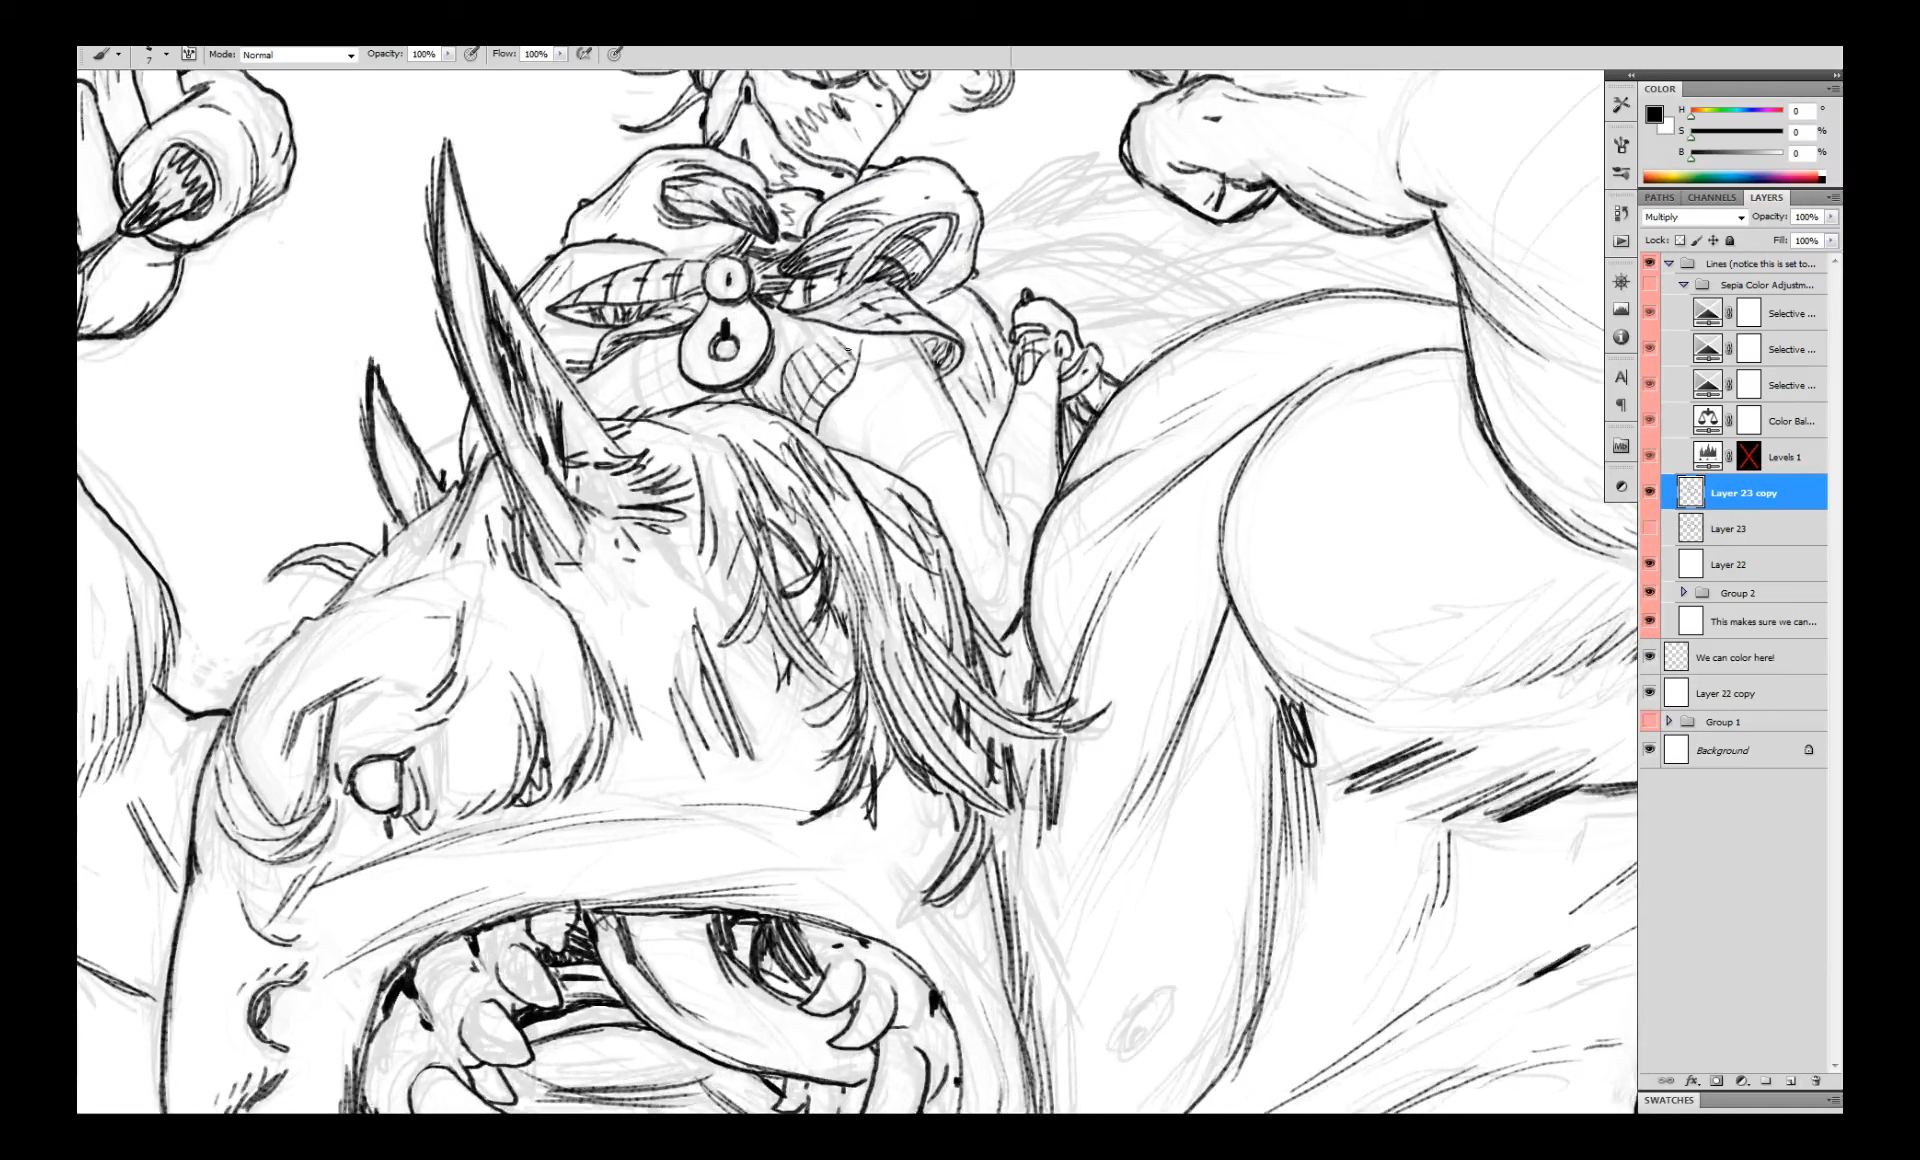 7 Mode: Normal Opacity: 100% Flow: 100%
COLOR
H 0 °
S 0 %
B 0 %
PATHS CHANNELS LAYERS
Multiply Opacity: 100%
Lock: Fill: 100%
Lines (notice this is set to...
Sepia Color Adjustm...
Selective ...
Selective ...
Selective ...
Color Bal...
Levels 1
Layer 23 copy
Layer 23
Layer 22
Group 2
This makes sure we can...
We can color here!
Layer 22 copy
Group 1
Background
fx
SWATCHES
A
Mb